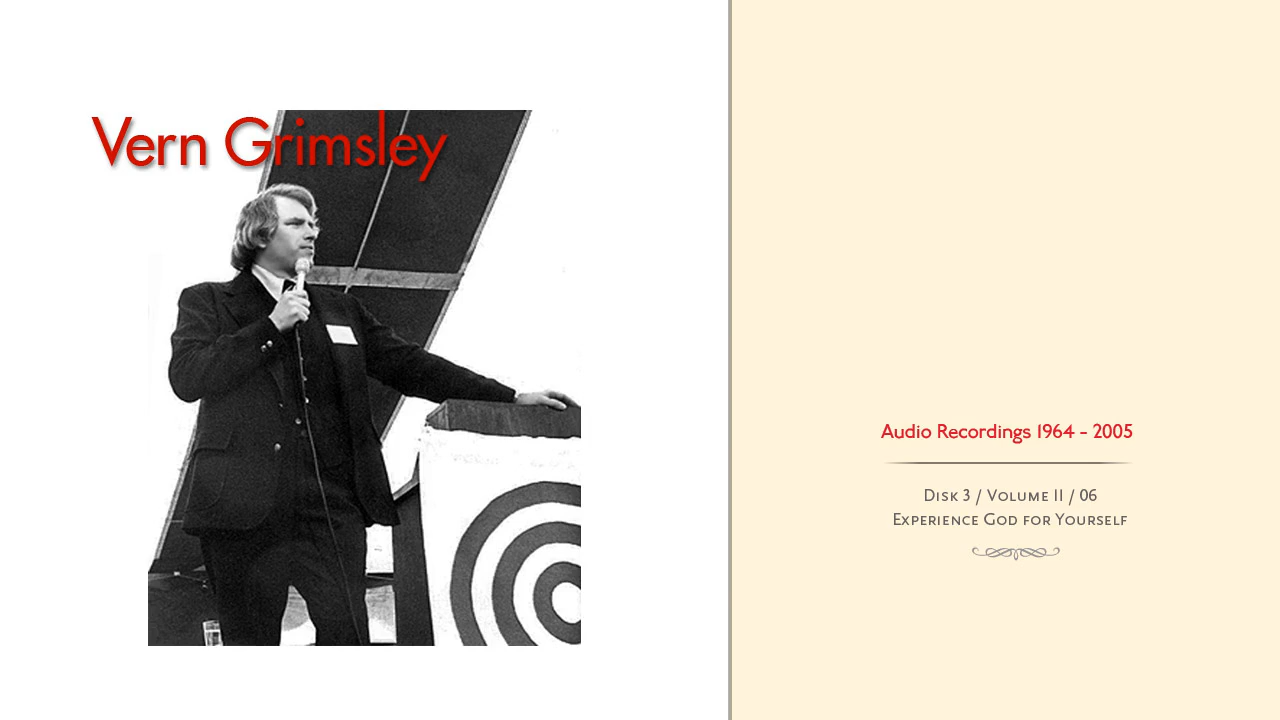 Vern Grimsley
Audio Recordings 1964 - 2005
Disk 3 / Volume II / 06
Experience God for Yourself